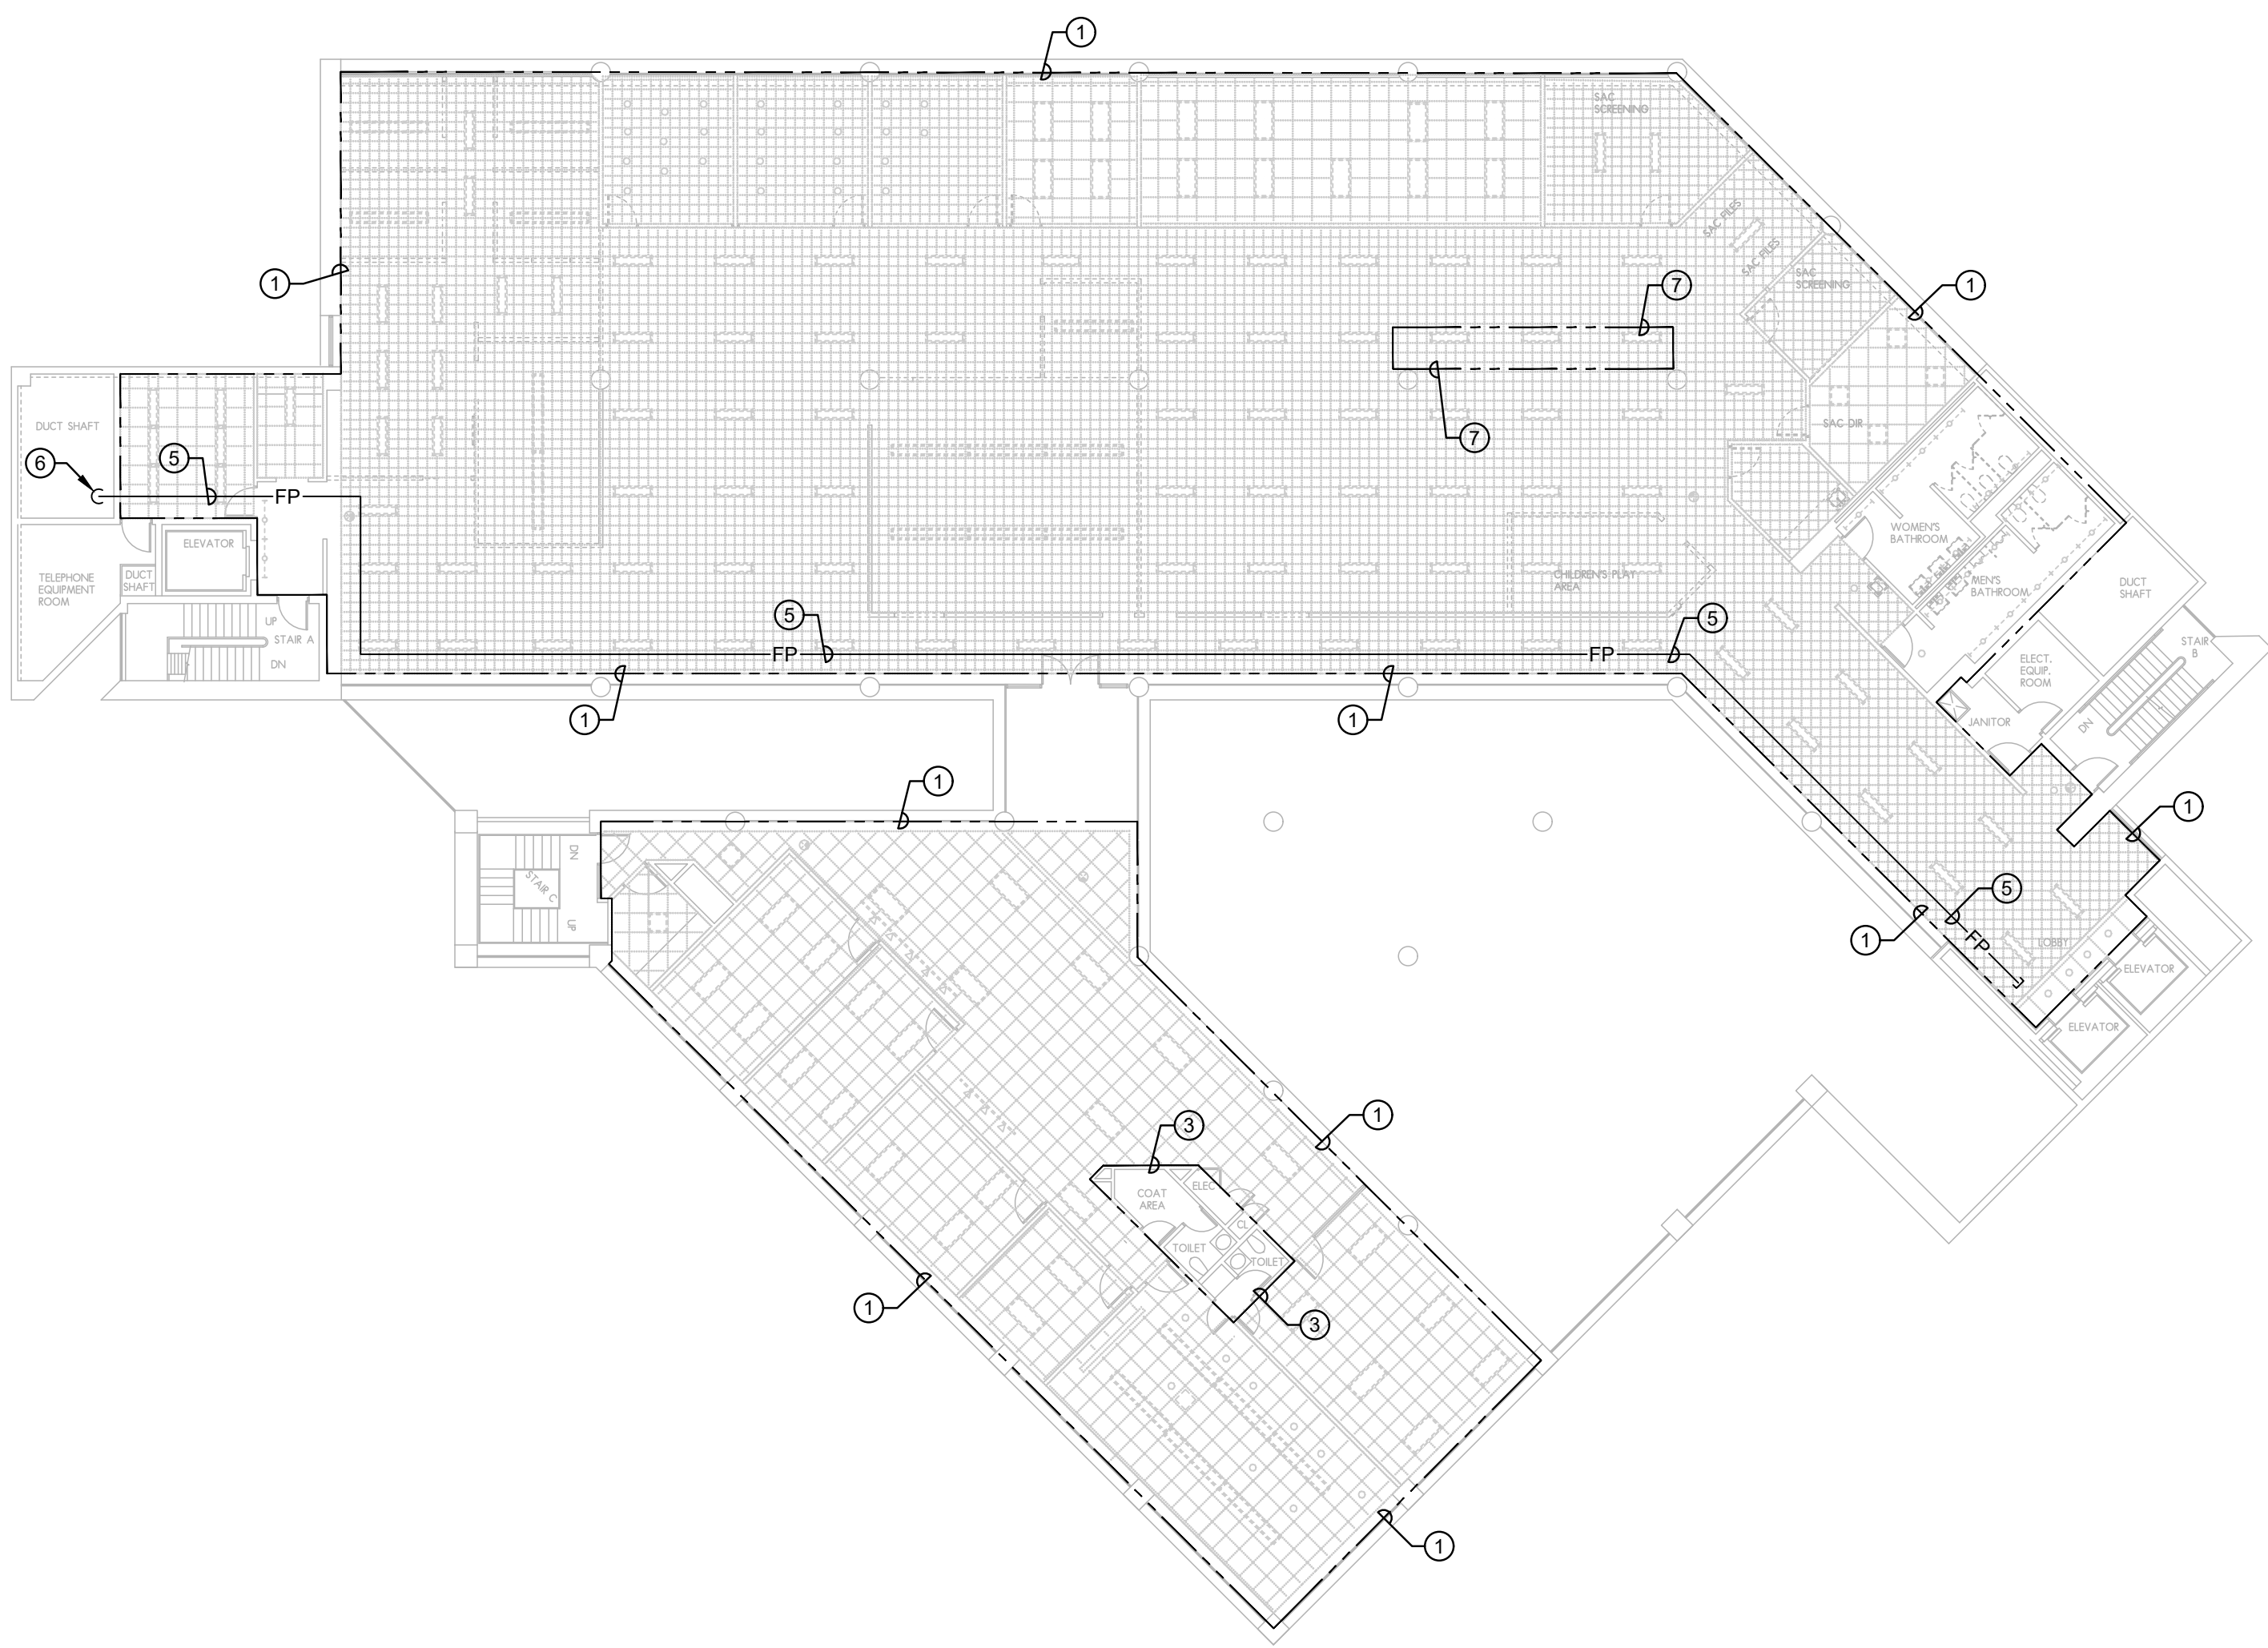 1
SAC
SCREENING
SAC FILES
SAC FILES
SAC
SCREENING
1
7
1
7
SAC DIR
DUCT SHAFT
6
5
FP
WOMEN'S
BATHROOM
ELEVATOR
TELEPHONE
EQUIPMENT
ROOM
DUCT
SHAFT
CHILDREN'S PLAY
AREA
MEN'S
BATHROOM
DUCT
SHAFT
UP
STAIR A
DN
5
FP
FP
5
STAIR
B
ELECT.
EQUIP.
ROOM
JANITOR
DN
1
1
1
1
DN
STAIR C
UP
5
1
FP
LOBBY
ELEVATOR
ELEVATOR
1
3
COAT
AREA
ELEC
CL
TOILET
TOILET
1
3
1